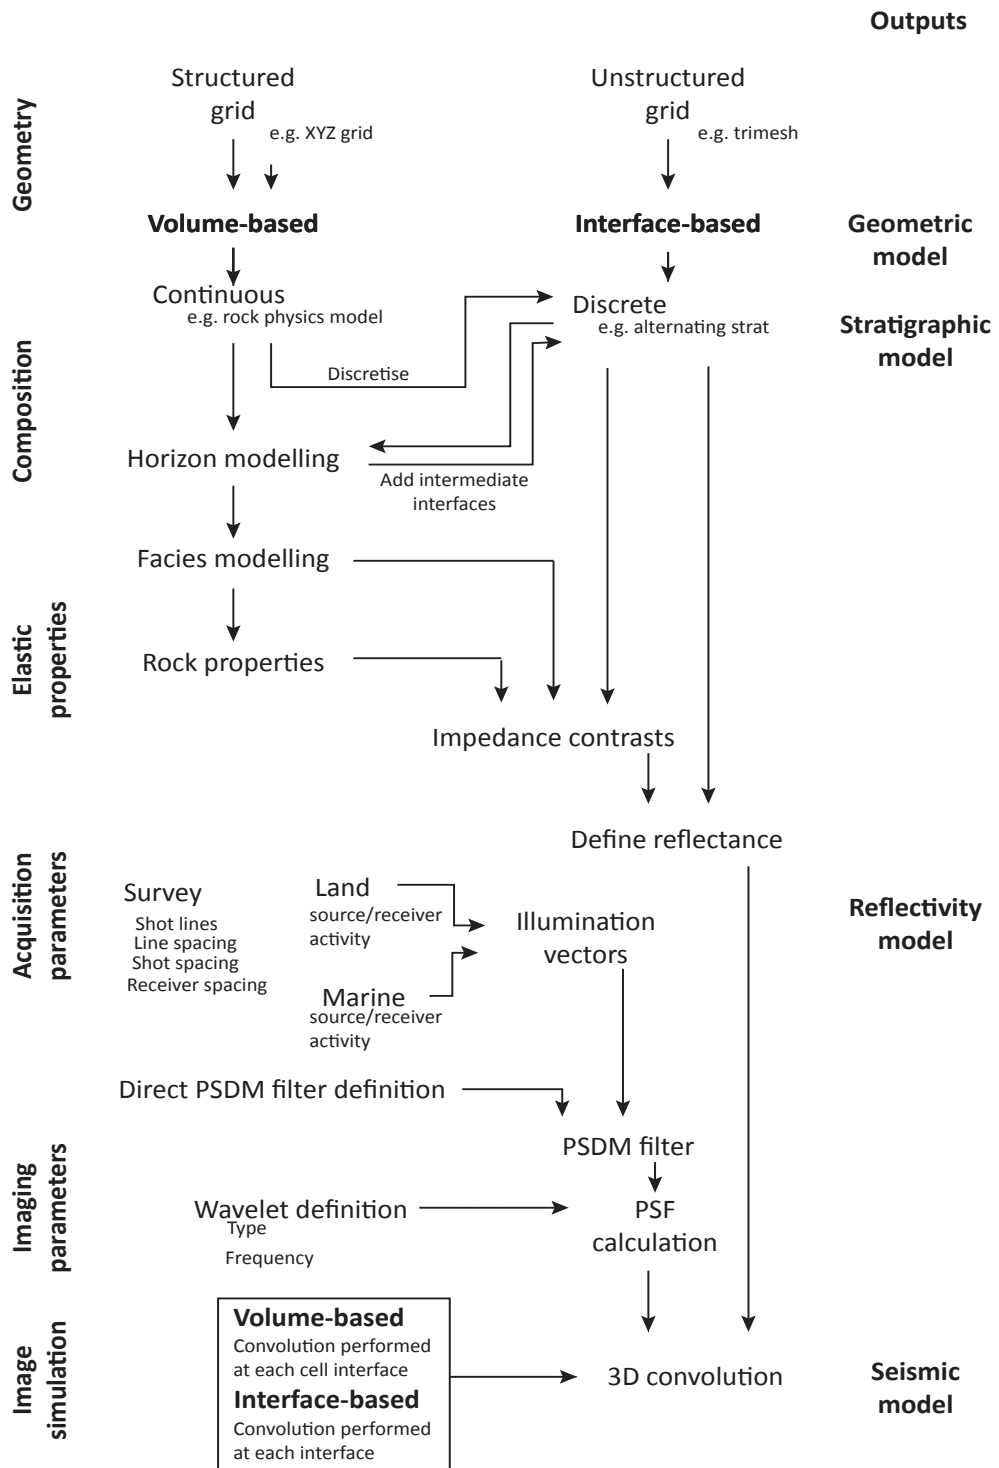 Outputs
Structured
grid
e.g. XYZ grid
Unstructured
grid
e.g. trimesh
Geometry
Volume-based
Interface-based
Geometric
model
Continuous
e.g. rock physics model
Discrete
e.g. alternating strat
Stratigraphic
model
Discretise
Composition
Horizon modelling
Add intermediate
interfaces
Facies modelling
Elastic
properties
Rock properties
Impedance contrasts
Define reflectance
Acquisition
parameters
Survey
Shot lines
Line spacing
Shot spacing
Receiver spacing
Land
source/receiver
activity
Marine
source/receiver
activity
Illumination
vectors
Reflectivity
model
Direct PSDM filter definition
PSDM filter
Imaging
parameters
Wavelet definition
Type
Frequency
PSF
calculation
Image
simulation
Volume-based
Convolution performed
at each cell interface
Interface-based
Convolution performed
at each interface
3D convolution
Seismic
model